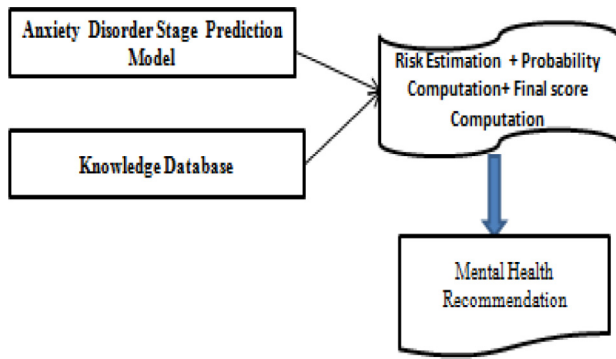 Anxiety Disorder Stage Prediction
Model
Risk Estimation + Probability
Computation+ Final score
Computation
Knowledge Database
Mental Health
Recommendation